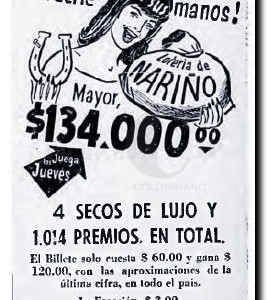 manos!
Lotería de
NARIÑO
Mayor,
$134.000 00
Juega
Jueves
COLOMBIANO
4 SECOS DE LUJO Y
1.014 PREMIOS, EN TOTAL.
El Billete solo cuesta $ 60.00 y gana $
120.00, con las aproximaciones de la
última cifra, en todo el país.